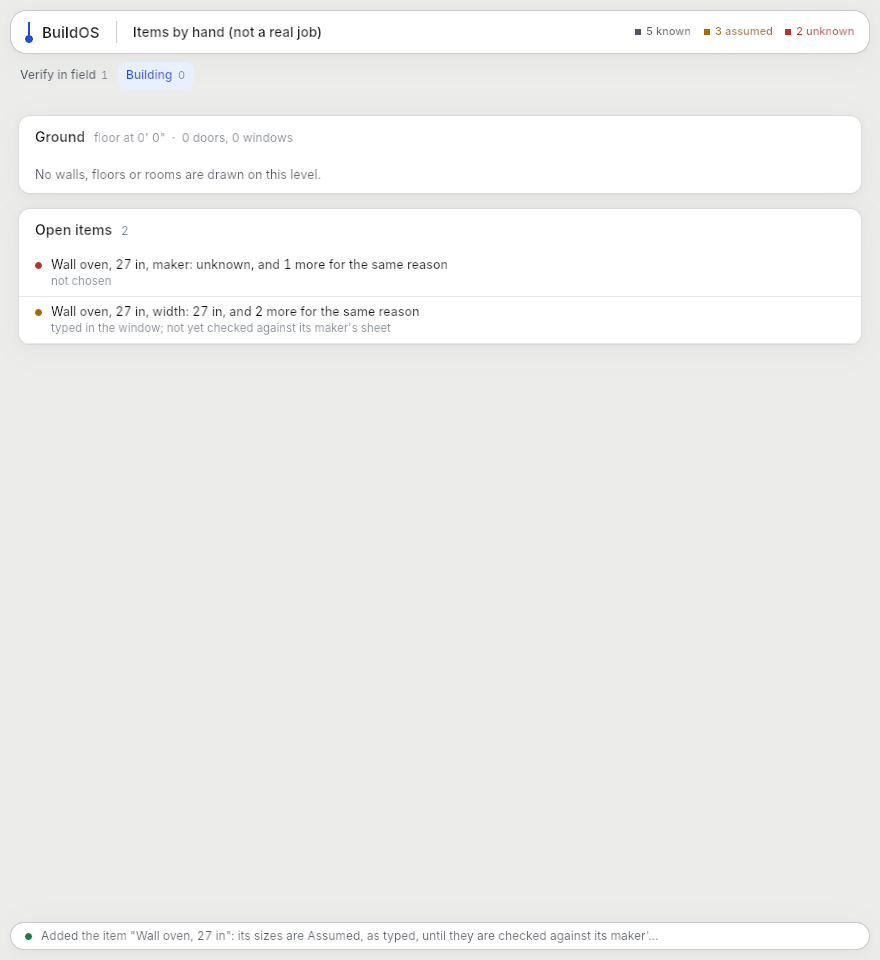 BuildOS
Items by hand (not a real job)
5 known
3 assumed
2 unknown
Verify in field 1
Building 0
Ground floor at 0' 0" · 0 doors, 0 windows
No walls, floors or rooms are drawn on this level.
Open items 2
Wall oven, 27 in, maker: unknown, and 1 more for the same reason
not chosen
Wall oven, 27 in, width: 27 in, and 2 more for the same reason
typed in the window; not yet checked against its maker's sheet
Added the item "Wall oven, 27 in": its sizes are Assumed, as typed, until they are checked against its maker'...